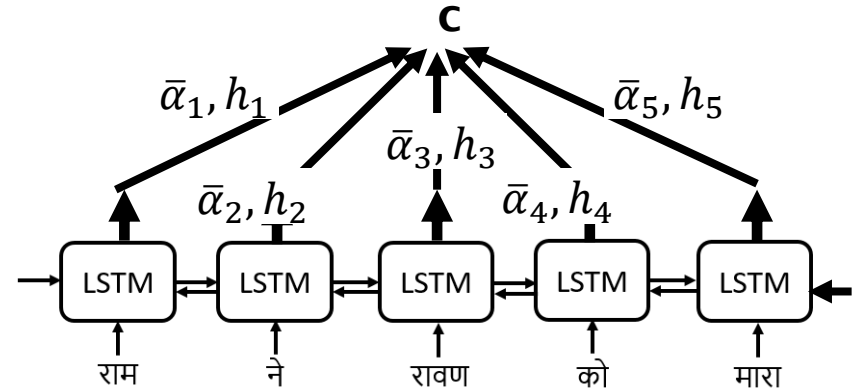 c
ᾱ₁, h₁ ᾱ₅, h₅
ᾱ₃, h₃
ᾱ₂, h₂ ᾱ₄, h₄
LSTM LSTM LSTM LSTM LSTM
राम ने रावण को मारा